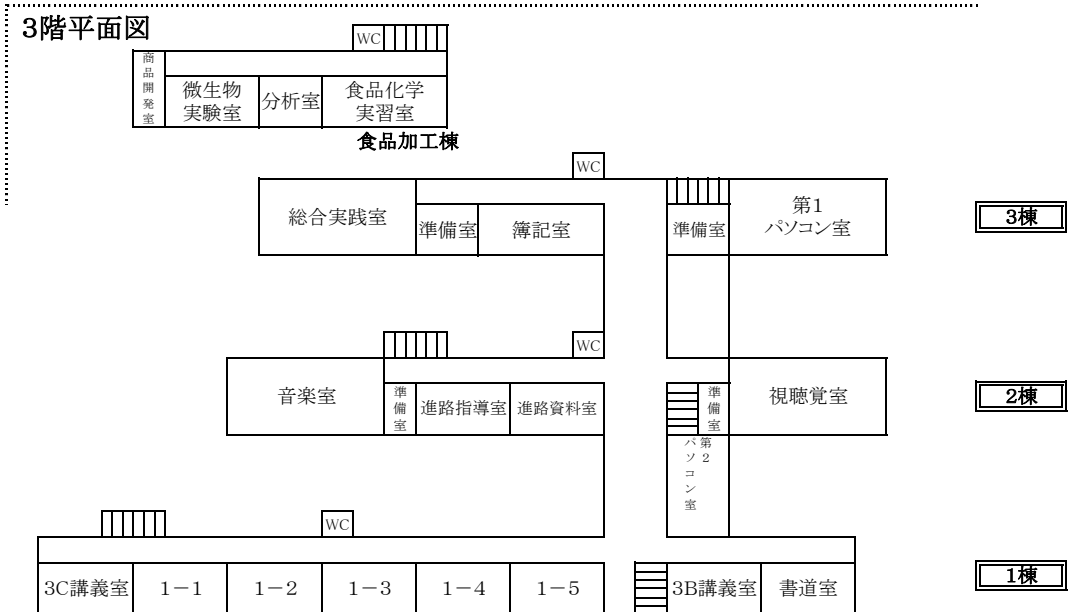 3階平面図
WC
商品開発室
微生物
実験室
分析室
食品化学
実習室
食品加工棟
WC
総合実践室
準備室
簿記室
準備室
第1
パソコン室
3棟
WC
音楽室
準備室
進路指導室
進路資料室
準備室
視聴覚室
2棟
第2
パソコン室
WC
3C講義室
1－1
1－2
1－3
1－4
1－5
3B講義室
書道室
1棟